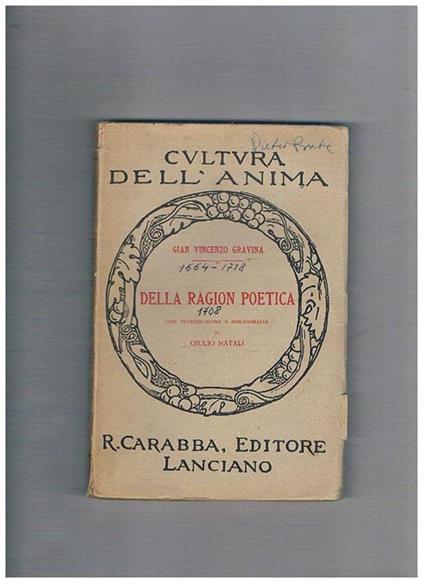 CVLTVRA
DELL' ANIMA
GIAN VINCENZO GRAVINA
1664-1718
DELLA RAGION POETICA
1708
CON INTRODUZIONE E BIBLIOGRAFIA
DI
GIULIO NATALI
R. CARABBA, EDITORE
LANCIANO